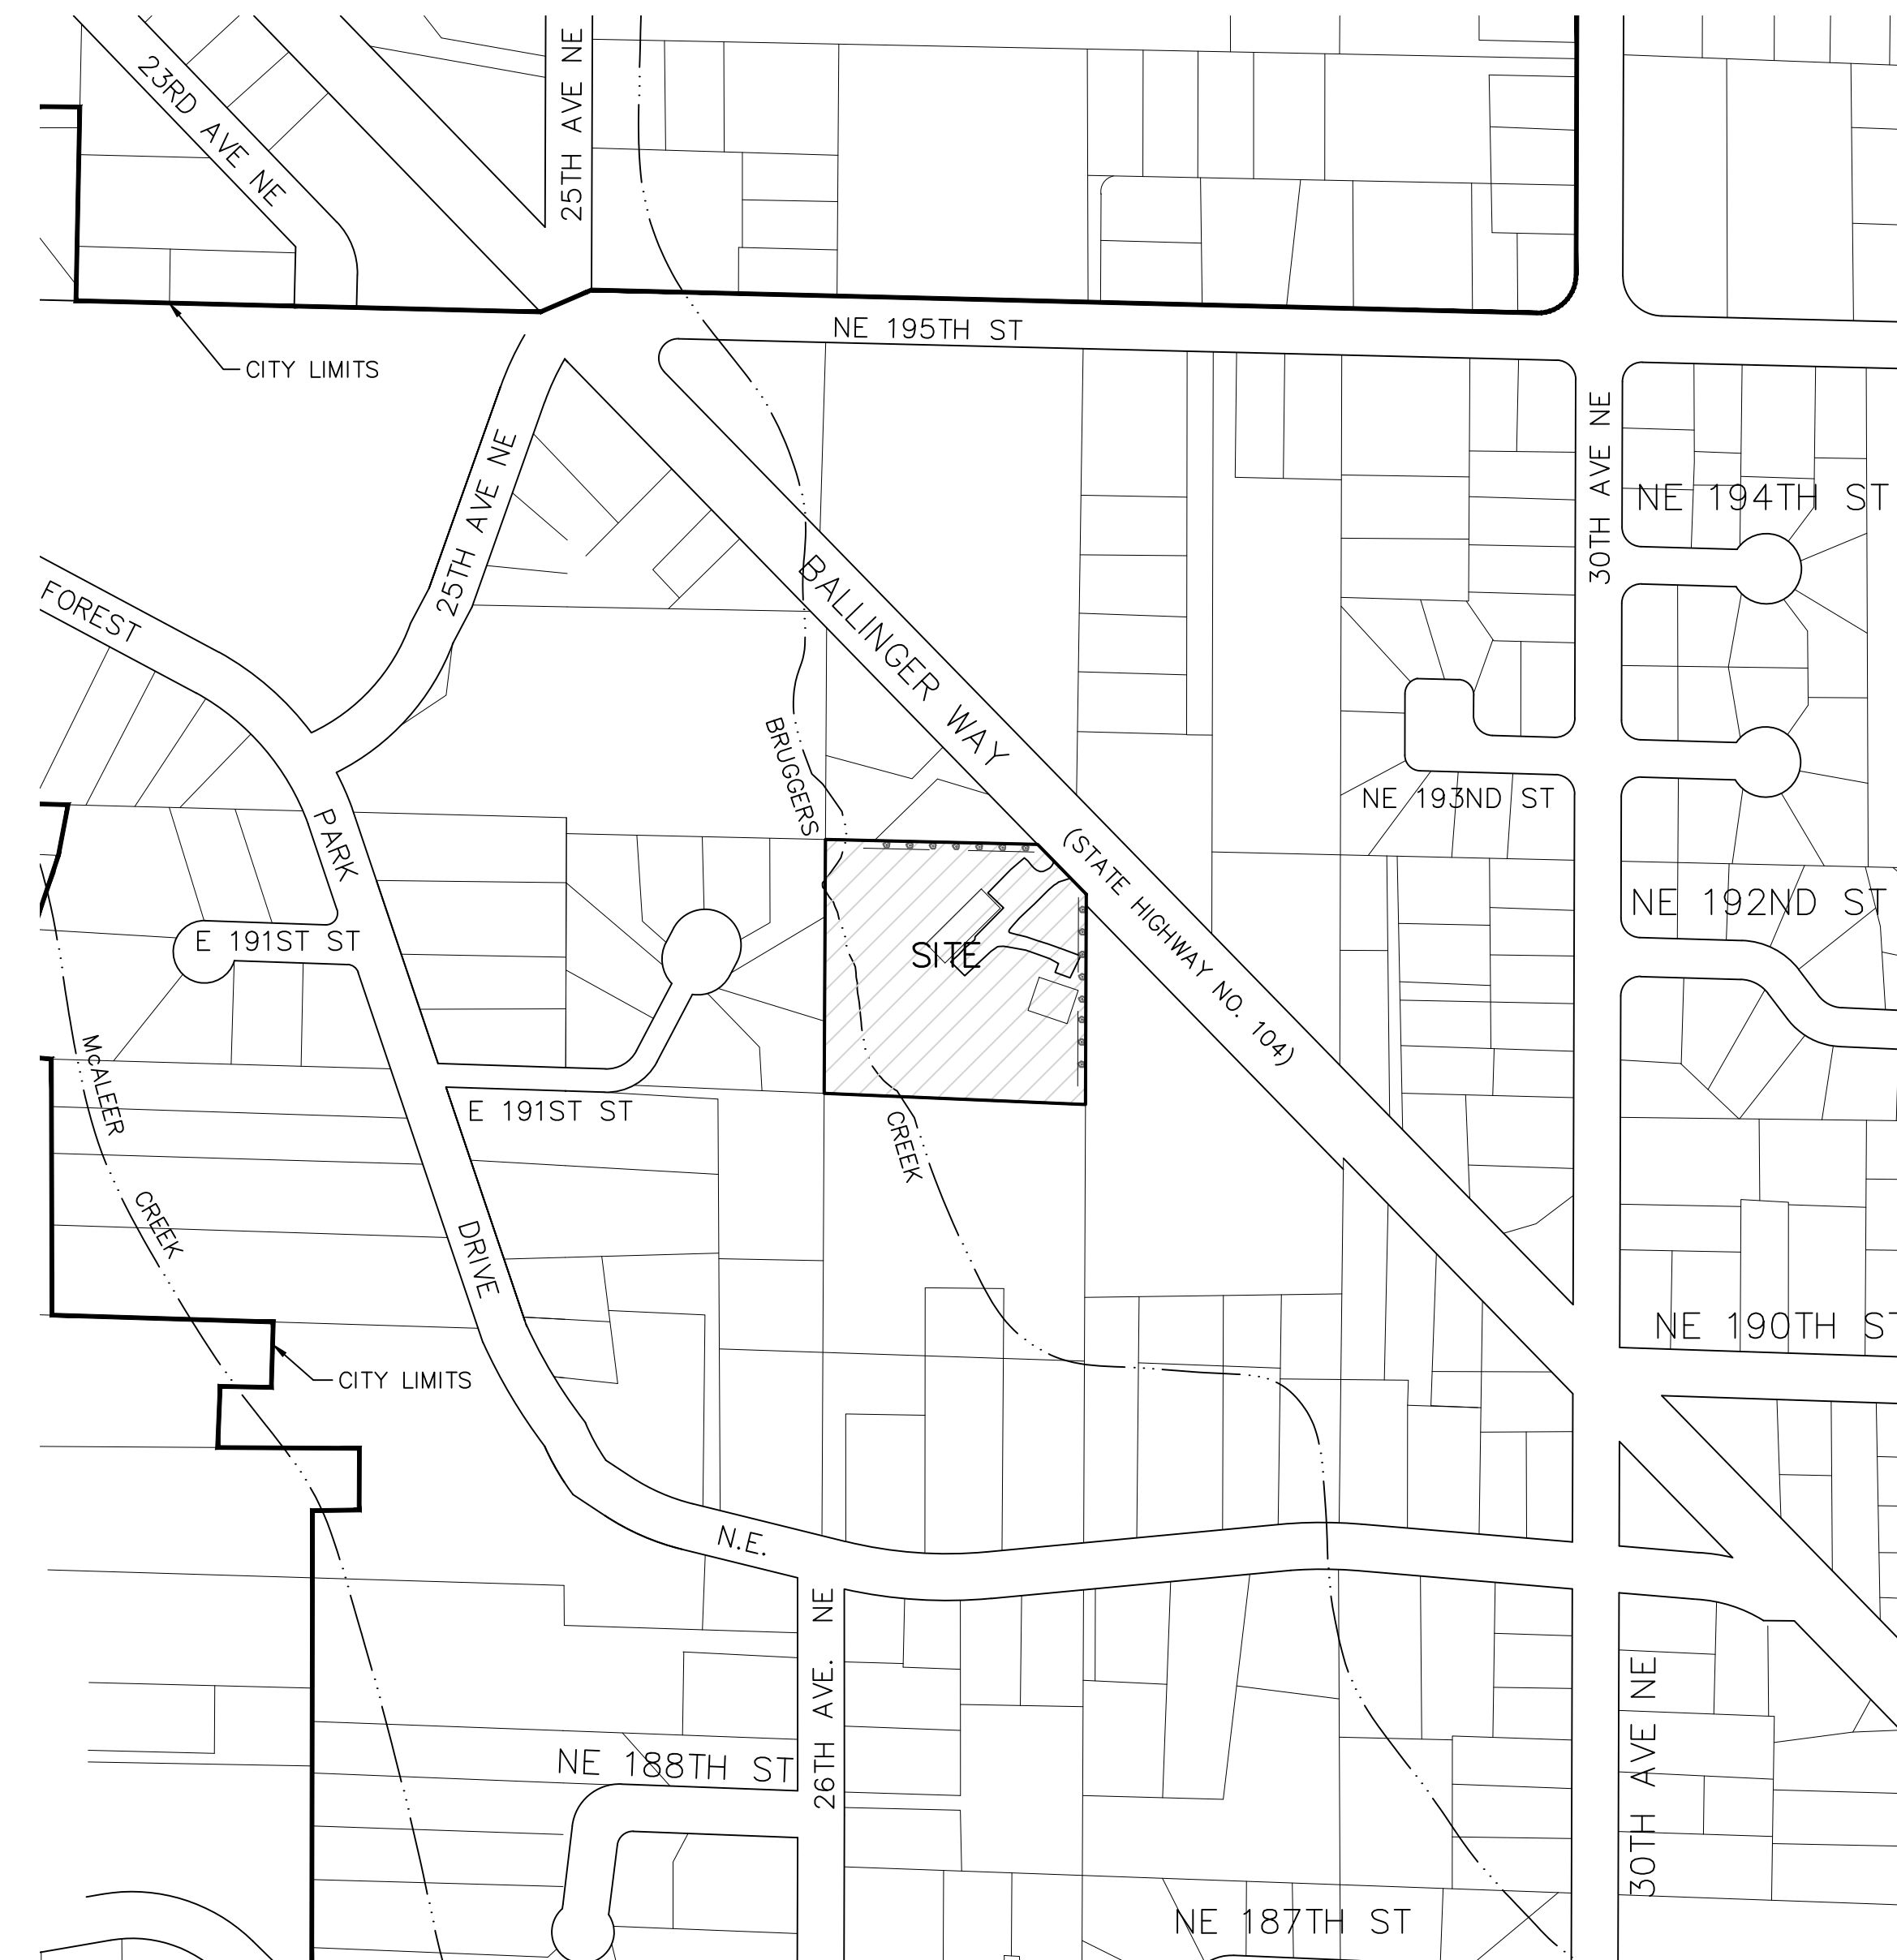 23RD AVE NE
25TH AVE NE
NE 195TH ST
CITY LIMITS
25TH AVE NE
30TH AVE NE
NE 194TH ST
FOREST
BALLINGER WAY
BRUGGERS
NE 193ND ST
PARK
(STATE HIGHWAY NO. 104)
NE 192ND ST
E 191ST ST
SITE
McALEER
E 191ST ST
CREEK
CREEK
DRIVE
NE 190TH ST
CITY LIMITS
N.E.
26TH AVE. NE
30TH AVE NE
NE 188TH ST
NE 187TH ST